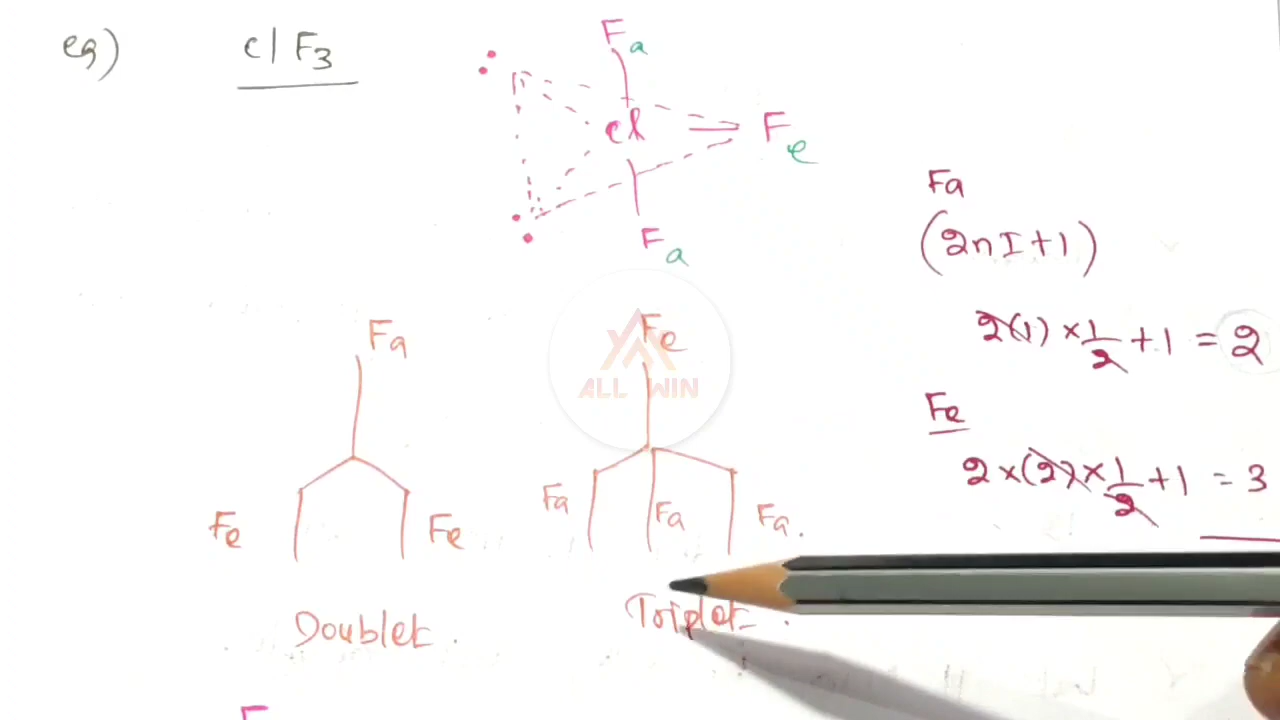 eg) ClF3
Fa
Cl Fe
Fa
Fa
(2nI+1)
2(1) × 1/2 + 1 = 2
Fe
2×(2)×1/2+1 = 3
Fa
Fe Fe
Doublet.
Fe
Fa Fa Fa.
Triplet.
ALL WIN
F